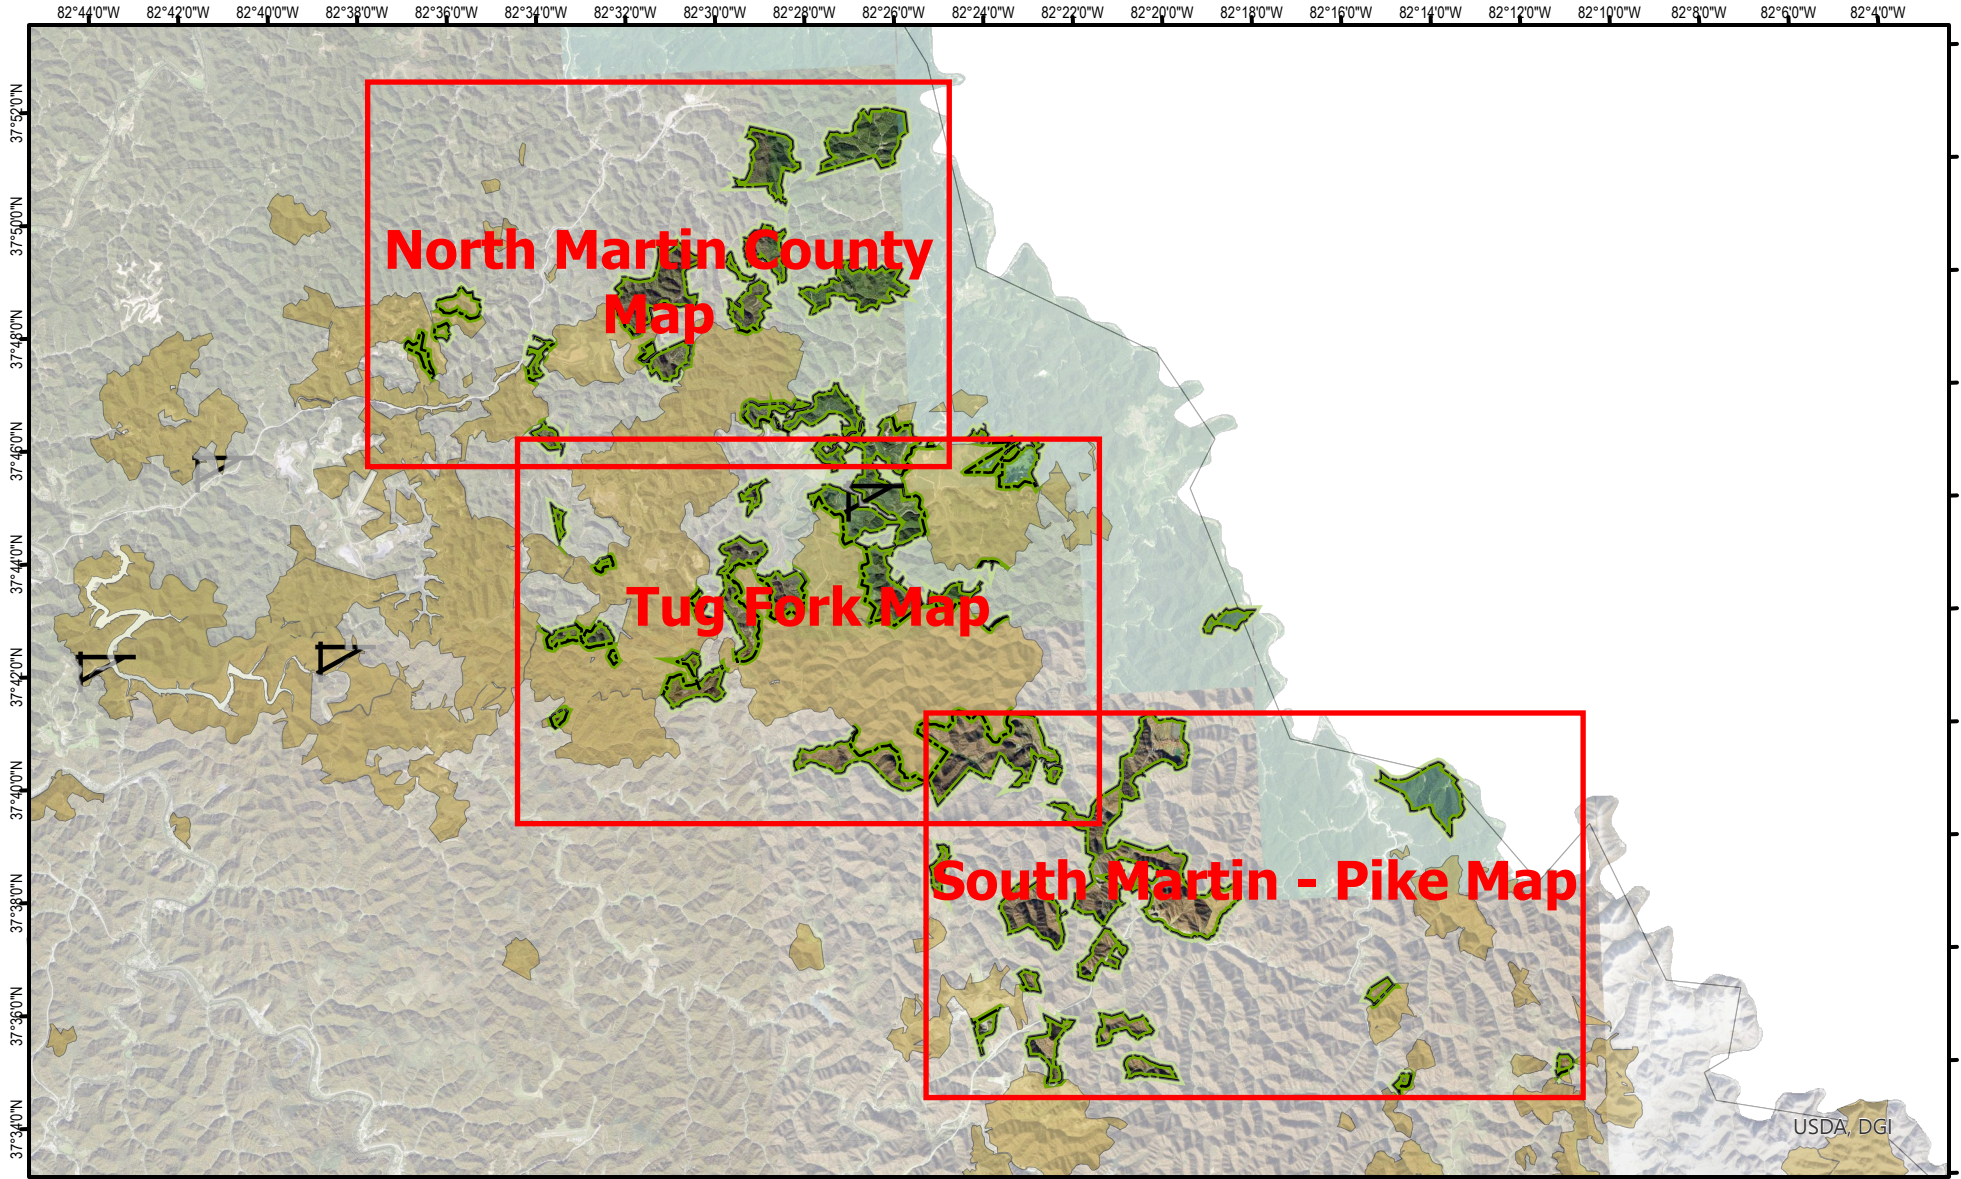 82°44'0"W 82°42'0"W 82°40'0"W 82°38'0"W 82°36'0"W 82°34'0"W 82°32'0"W 82°30'0"W 82°28'0"W 82°26'0"W 82°24'0"W 82°22'0"W 82°20'0"W 82°18'0"W 82°16'0"W 82°14'0"W 82°12'0"W 82°10'0"W 82°8'0"W 82°6'0"W 82°4'0"W
37°52'0"N
37°50'0"N
North Martin County
Map
37°48'0"N
37°46'0"N
37°44'0"N
Tug Fork Map
37°42'0"N
37°40'0"N
South Martin - Pike Map
37°38'0"N
37°36'0"N
37°34'0"N
USDA, DGI